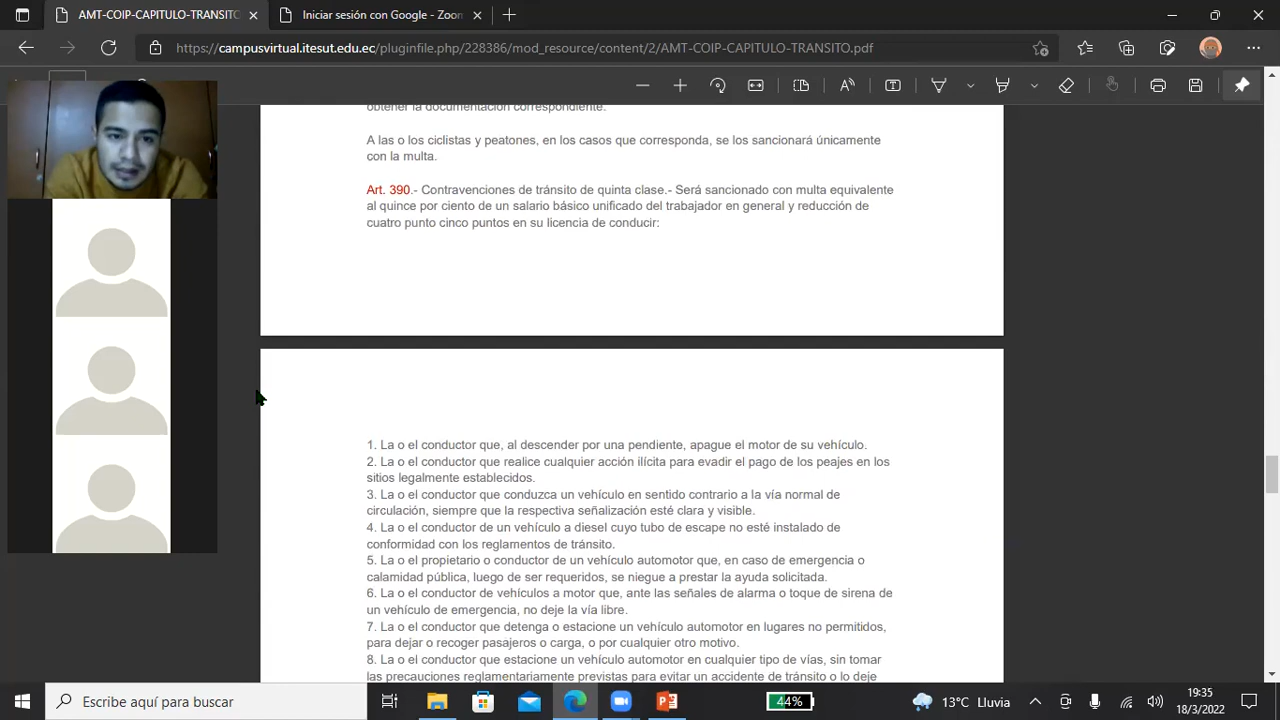 AMT-COIP-CAPITULO-TRANSITO
Iniciar sesión con Google - Zoom
https://campusvirtual.itesut.edu.ec/pluginfile.php/228386/mod_resource/content/2/AMT-COIP-CAPITULO-TRANSITO.pdf
obtener la documentación correspondiente.
A las o los ciclistas y peatones, en los casos que corresponda, se los sancionará únicamente
con la multa.
Art. 390.- Contravenciones de tránsito de quinta clase.- Será sancionado con multa equivalente
al quince por ciento de un salario básico unificado del trabajador en general y reducción de
cuatro punto cinco puntos en su licencia de conducir:
1. La o el conductor que, al descender por una pendiente, apague el motor de su vehículo.
2. La o el conductor que realice cualquier acción ilícita para evadir el pago de los peajes en los
sitios legalmente establecidos.
3. La o el conductor que conduzca un vehículo en sentido contrario a la vía normal de
circulación, siempre que la respectiva señalización esté clara y visible.
4. La o el conductor de un vehículo a diesel cuyo tubo de escape no esté instalado de
conformidad con los reglamentos de tránsito.
5. La o el propietario o conductor de un vehículo automotor que, en caso de emergencia o
calamidad pública, luego de ser requeridos, se niegue a prestar la ayuda solicitada.
6. La o el conductor de vehículos a motor que, ante las señales de alarma o toque de sirena de
un vehículo de emergencia, no deje la vía libre.
7. La o el conductor que detenga o estacione un vehículo automotor en lugares no permitidos,
para dejar o recoger pasajeros o carga, o por cualquier otro motivo.
8. La o el conductor que estacione un vehículo automotor en cualquier tipo de vías, sin tomar
las precauciones reglamentariamente previstas para evitar un accidente de tránsito o lo deje
Escribe aquí para buscar
44%
13°C Lluvia
19:35
18/3/2022